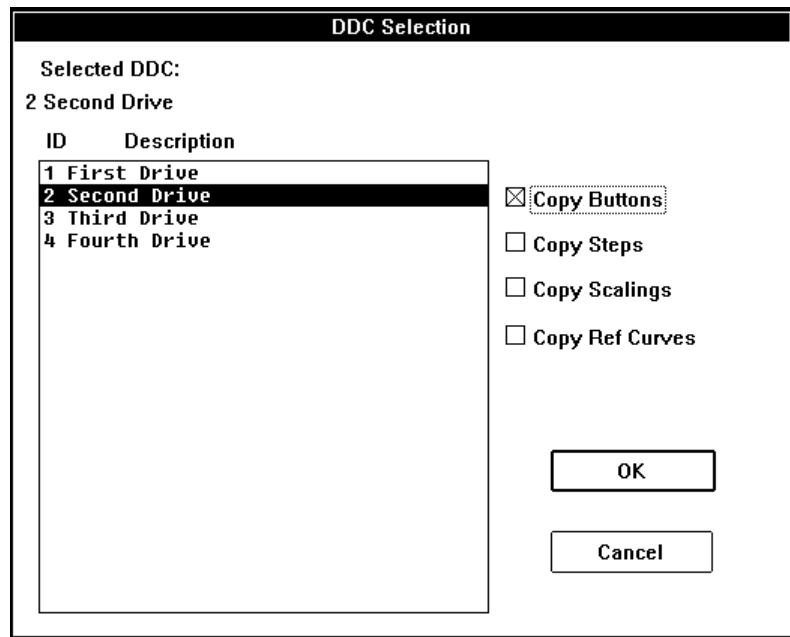 DDC Selection
Selected DDC:
2 Second Drive
ID Description
1 First Drive
2 Second Drive
3 Third Drive
4 Fourth Drive
Copy Buttons
Copy Steps
Copy Scalings
Copy Ref Curves
OK
Cancel